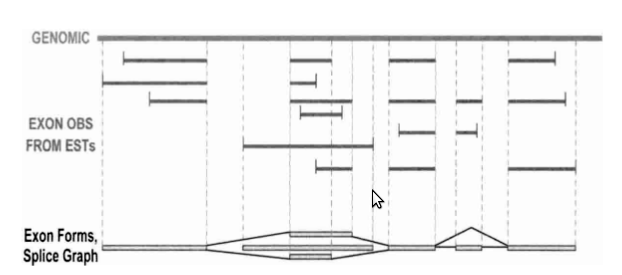 GENOMIC
EXON OBS
FROM ESTs
Exon Forms,
Splice Graph